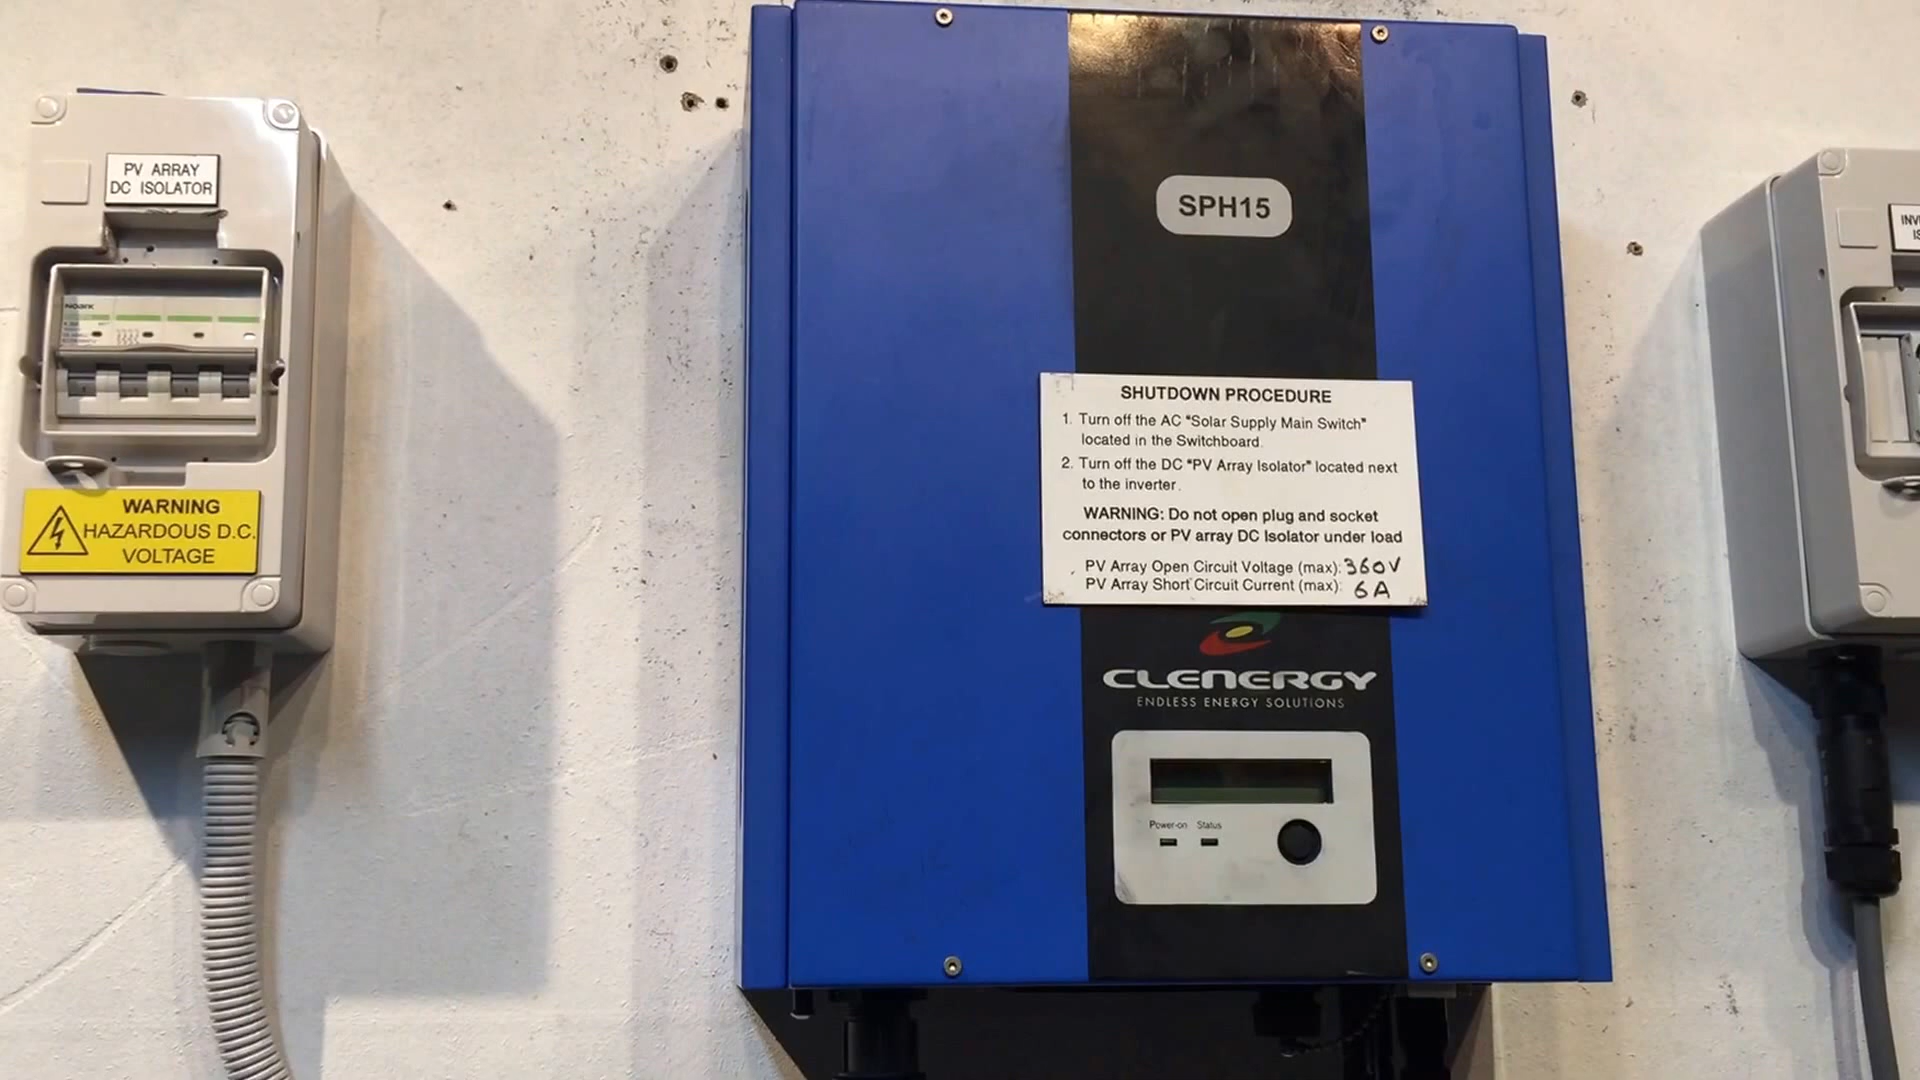 PV ARRAY
DC ISOLATOR
NOARK
WARNING
HAZARDOUS D.C.
VOLTAGE
SPH15
SHUTDOWN PROCEDURE
1. Turn off the AC "Solar Supply Main Switch"
located in the Switchboard.
2. Turn off the DC "PV Array Isolator" located next
to the inverter.
WARNING: Do not open plug and socket
connectors or PV array DC Isolator under load
PV Array Open Circuit Voltage (max): 360V
PV Array Short Circuit Current (max): 6A
CLENERGY
ENDLESS ENERGY SOLUTIONS
Power-on Status